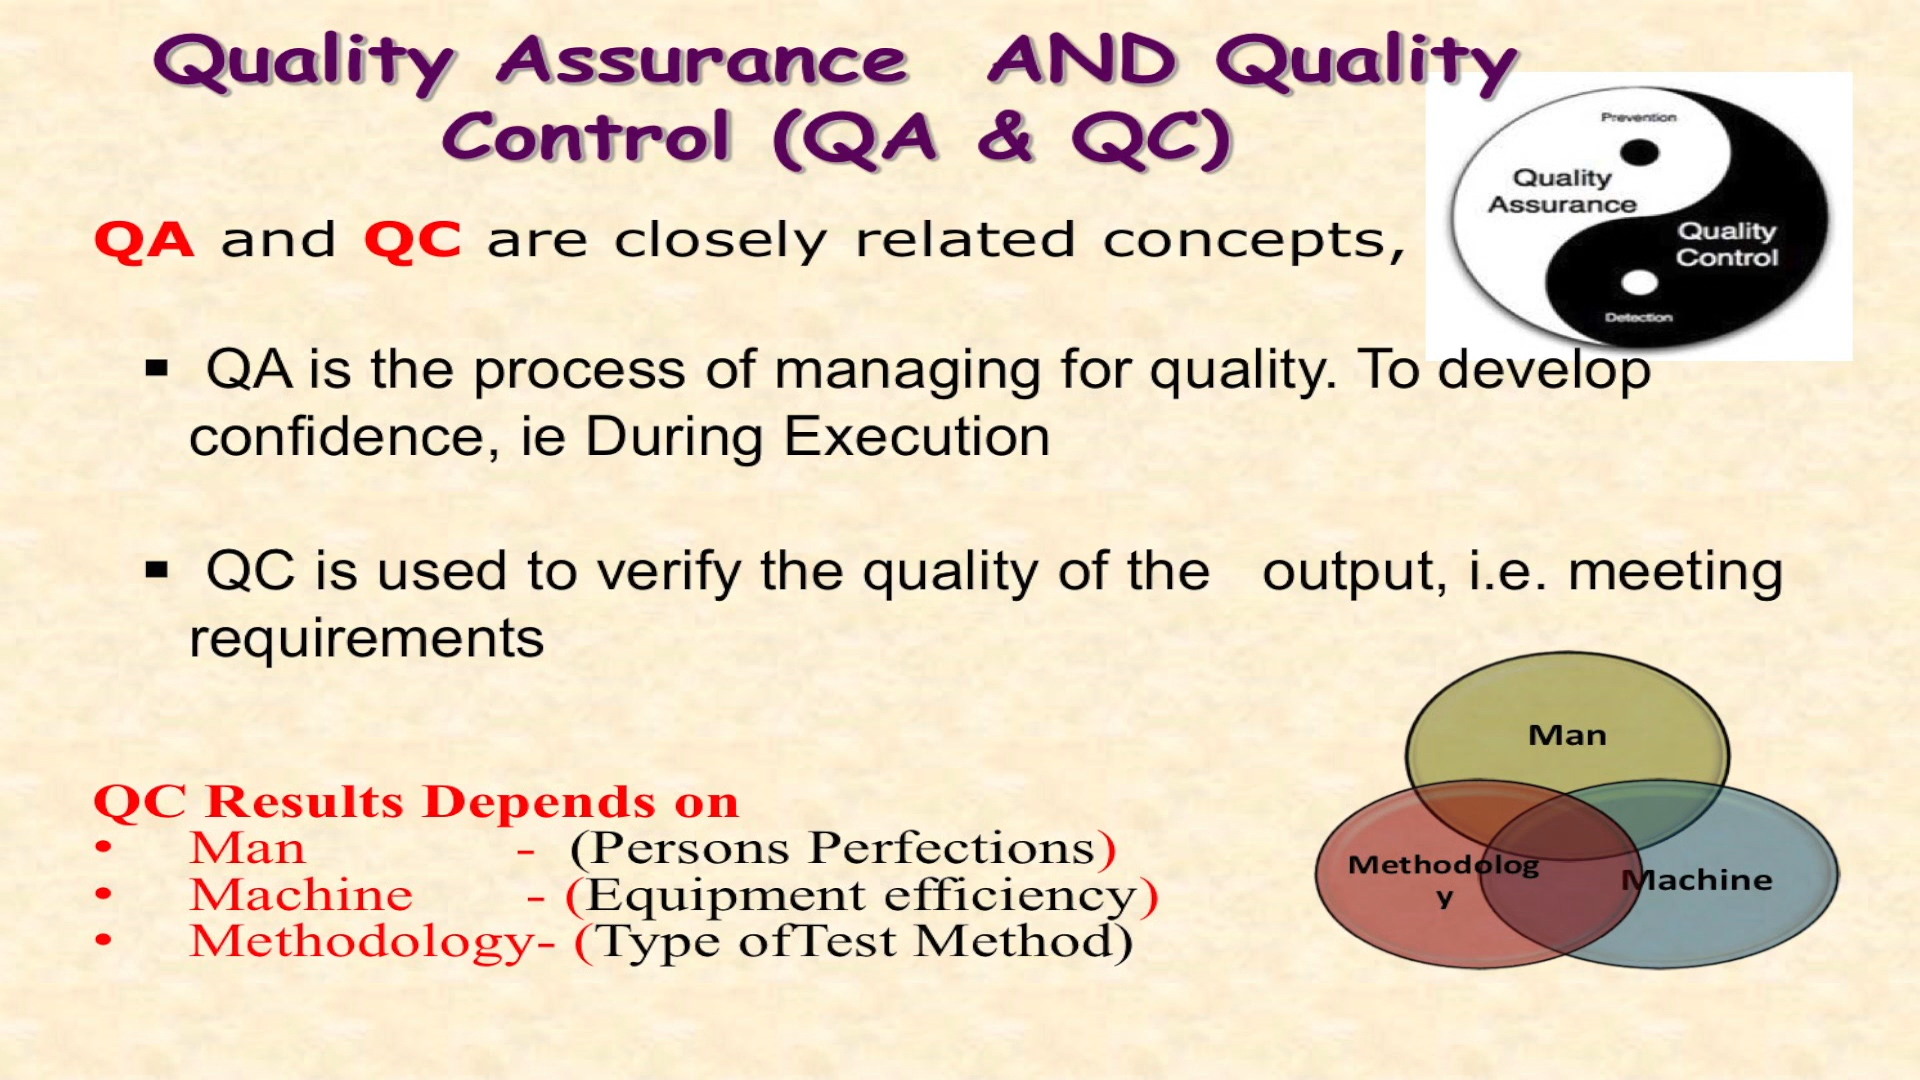 Quality Assurance AND Quality
Control (QA & QC)
Prevention
Quality
Assurance
Quality
Control
Detection
QA and QC are closely related concepts,
▪ QA is the process of managing for quality. To develop
confidence, ie During Execution
▪ QC is used to verify the quality of the output, i.e. meeting
requirements
QC Results Depends on
• Man - (Persons Perfections)
• Machine - (Equipment efficiency)
• Methodology- (Type ofTest Method)
Man
Methodolog
y
Machine